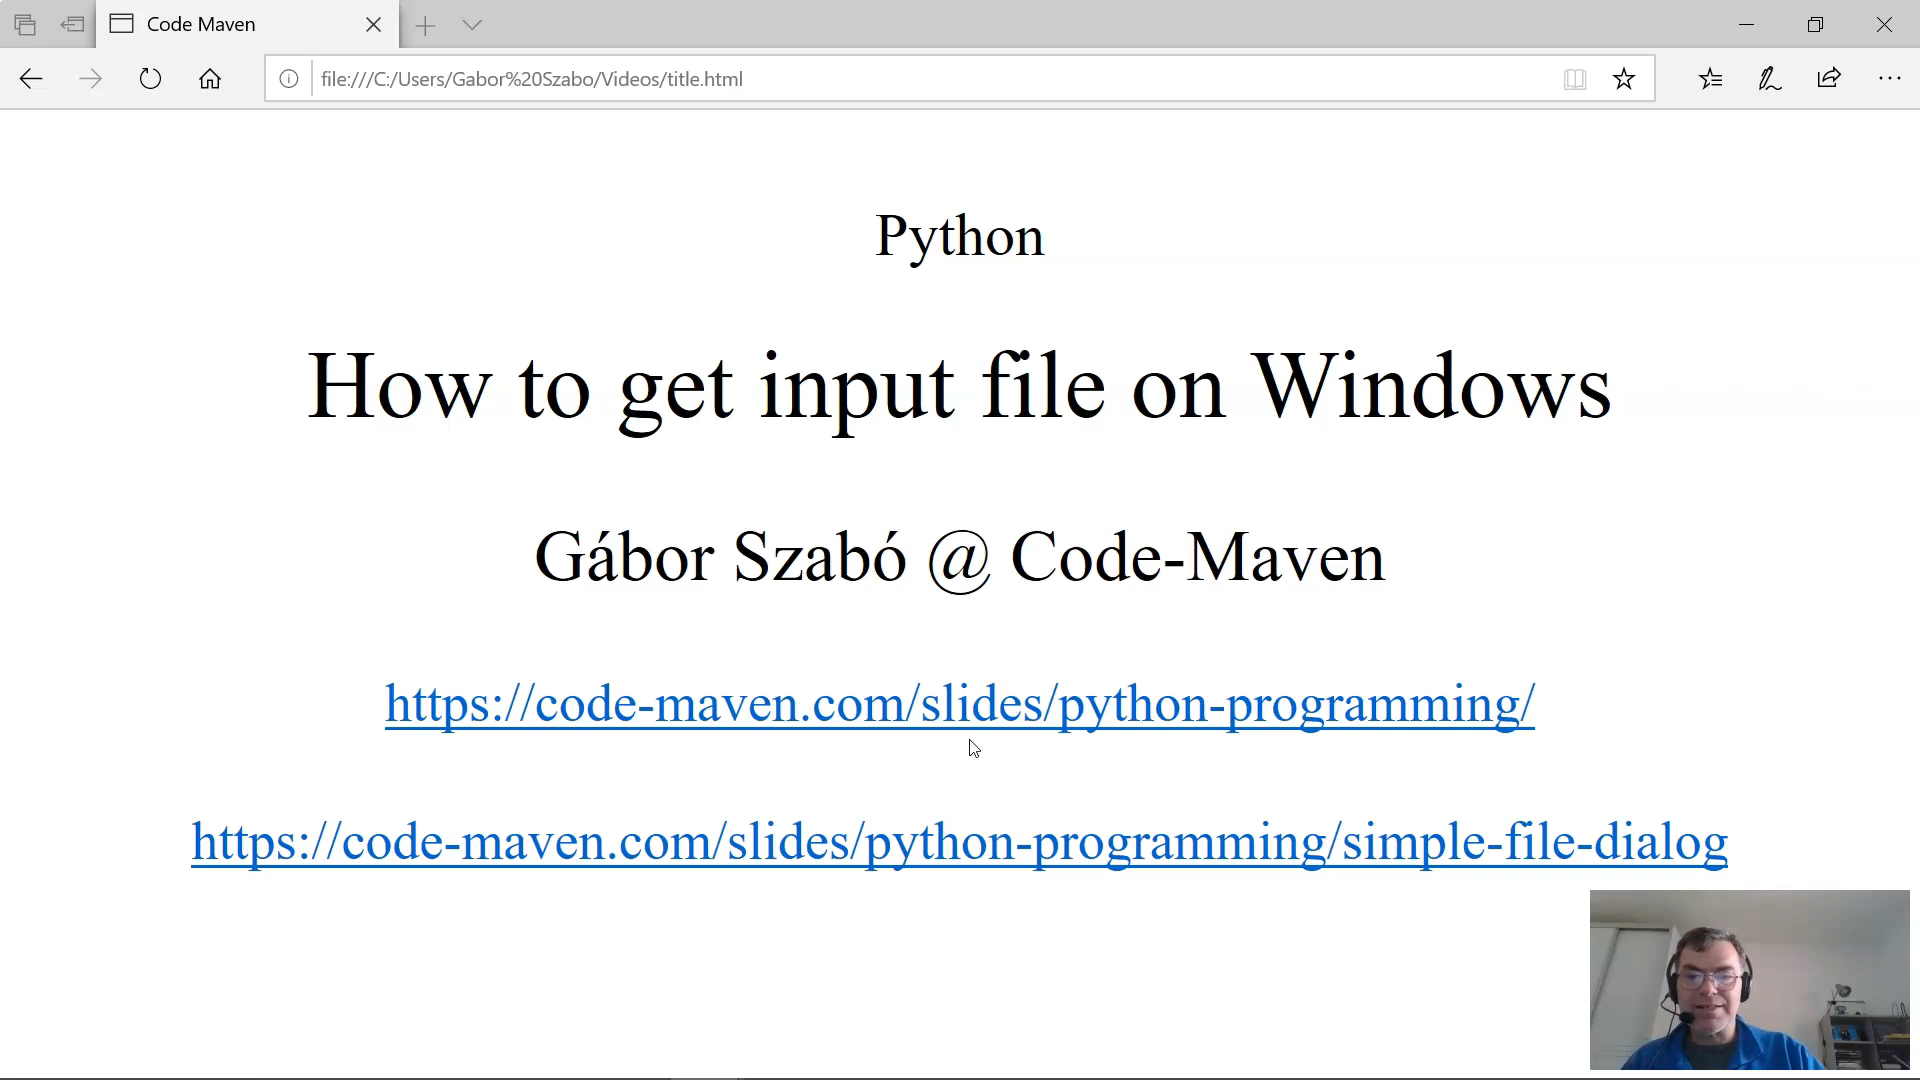 Code Maven
file:///C:/Users/Gabor%20Szabo/Videos/title.html
Python
How to get input file on Windows
Gábor Szabó @ Code-Maven
https://code-maven.com/slides/python-programming/
https://code-maven.com/slides/python-programming/simple-file-dialog